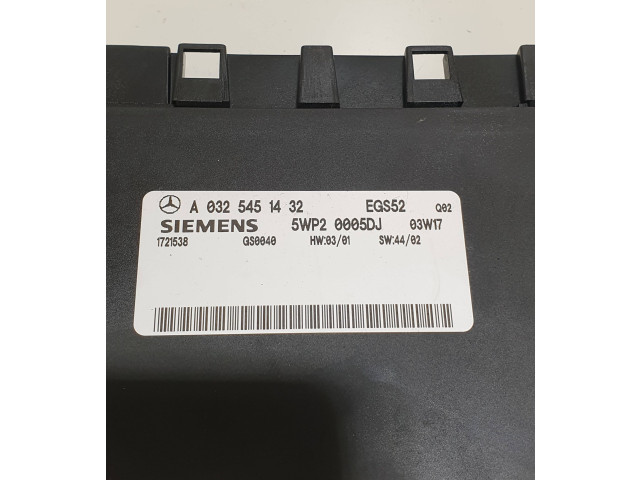 A 032 545 14 32 EGS52 Q02
SIEMENS 5WP2 0005DJ 03W17
1721538 GS0040 HW:03/01 SW:44/02